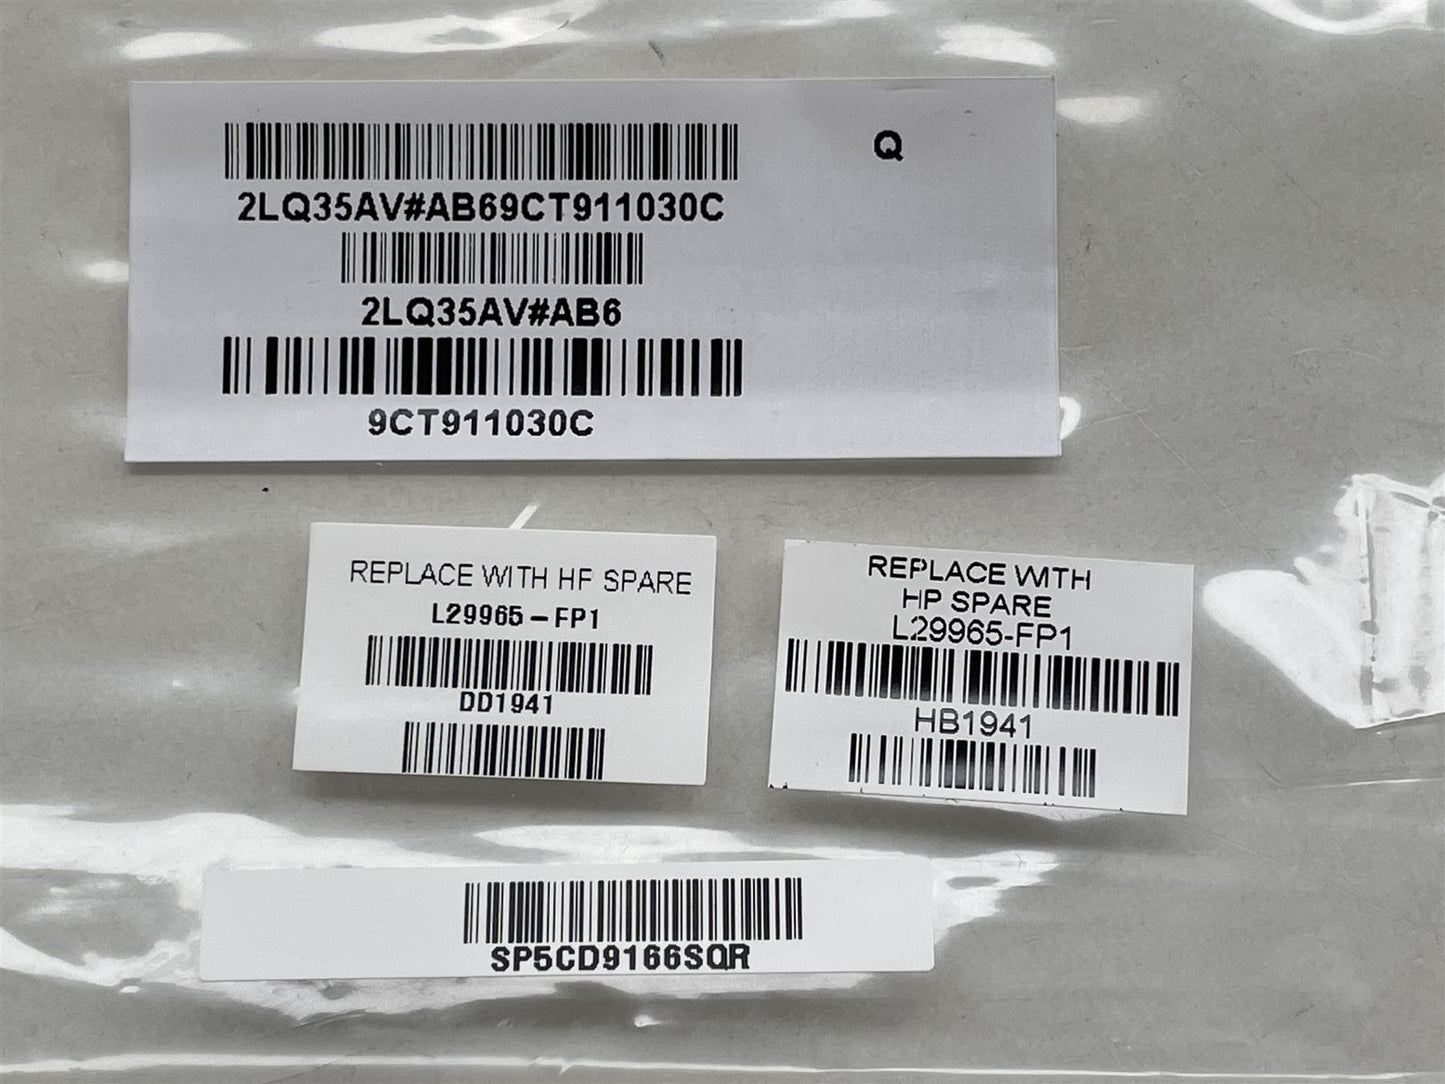 Q
2LQ35AV#AB69CT911030C
2LQ35AV#AB6
9CT911030C
REPLACE WITH HP SPARE
L29965-FP1
DD1941
REPLACE WITH
HP SPARE
L29965-FP1
HB1941
SP5CD9166SQR